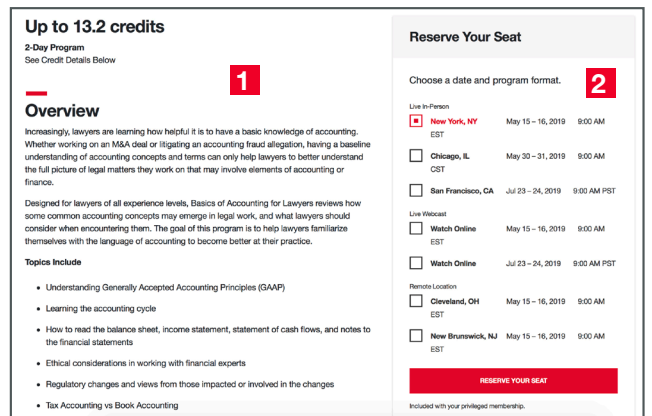 Up to 13.2 credits
2-Day Program
See Credit Details Below
1
Overview
Increasingly, lawyers are learning how helpful it is to have a basic knowledge of accounting.
Whether working on an M&A deal or litigating an accounting fraud allegation, having a baseline
understanding of accounting concepts and terms can only help lawyers to better understand
the full picture of legal matters they work on that may involve elements of accounting or
finance.
Designed for lawyers of all experience levels, Basics of Accounting for Lawyers reviews how
some common accounting concepts may emerge in legal work, and what lawyers should
consider when encountering them. The goal of this program is to help lawyers familiarize
themselves with the language of accounting to become better at their practice.
Topics Include
• Understanding Generally Accepted Accounting Principles (GAAP)
• Learning the accounting cycle
• How to read the balance sheet, income statement, statement of cash flows, and notes to
the financial statements
• Ethical considerations in working with financial experts
• Regulatory changes and views from those impacted or involved in the changes
• Tax Accounting vs Book Accounting
Reserve Your Seat
Choose a date and program format.
2
Live In-Person
New York, NY May 15 – 16, 2019 9:00 AM
EST
Chicago, IL May 30 – 31, 2019 9:00 AM
CST
San Francisco, CA Jul 23 – 24, 2019 9:00 AM PST
Live Webcast
Watch Online May 15 – 16, 2019 9:00 AM
EST
Watch Online Jul 23 – 24, 2019 9:00 AM PST
Remote Location
Cleveland, OH May 15 – 16, 2019 9:00 AM
EST
New Brunswick, NJ May 15 – 16, 2019 9:00 AM
EST
RESERVE YOUR SEAT
Included with your privileged membership.